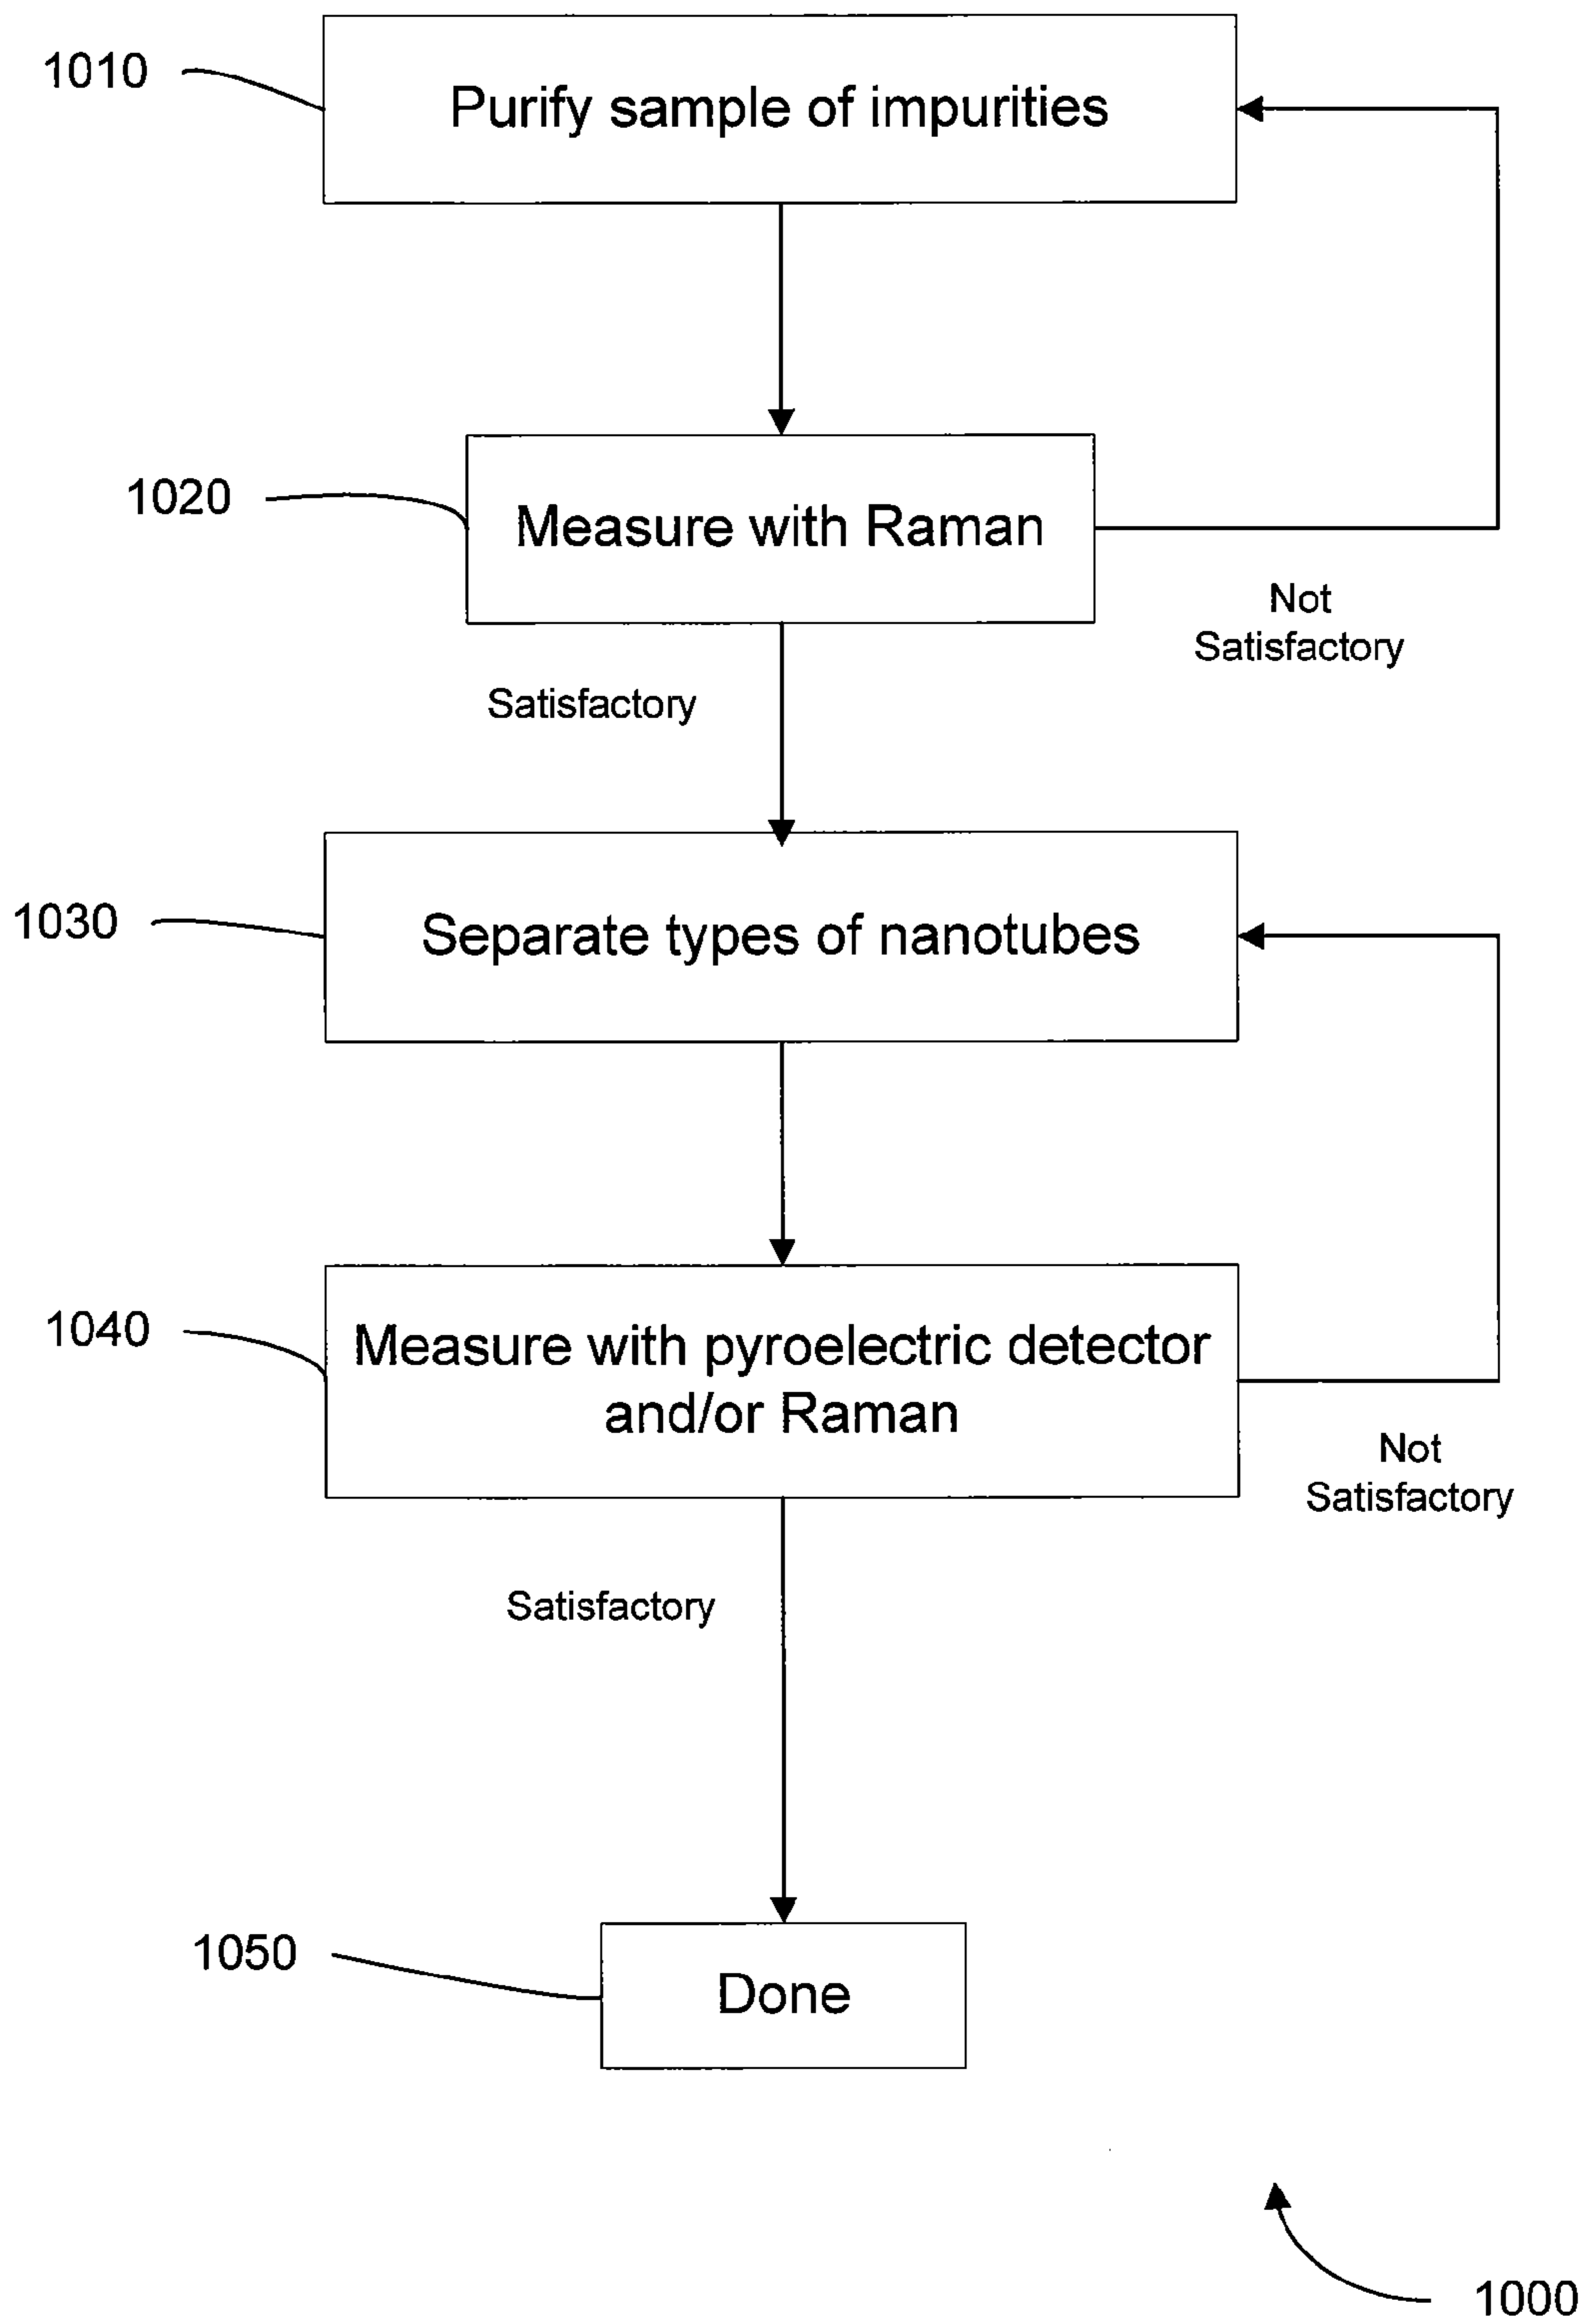 1010
Purify sample of impurities
1020
Measure with Raman
Not
Satisfactory
Satisfactory
1030
Separate types of nanotubes
1040
Measure with pyroelectric detector
and/or Raman
Not
Satisfactory
Satisfactory
1050
Done
1000